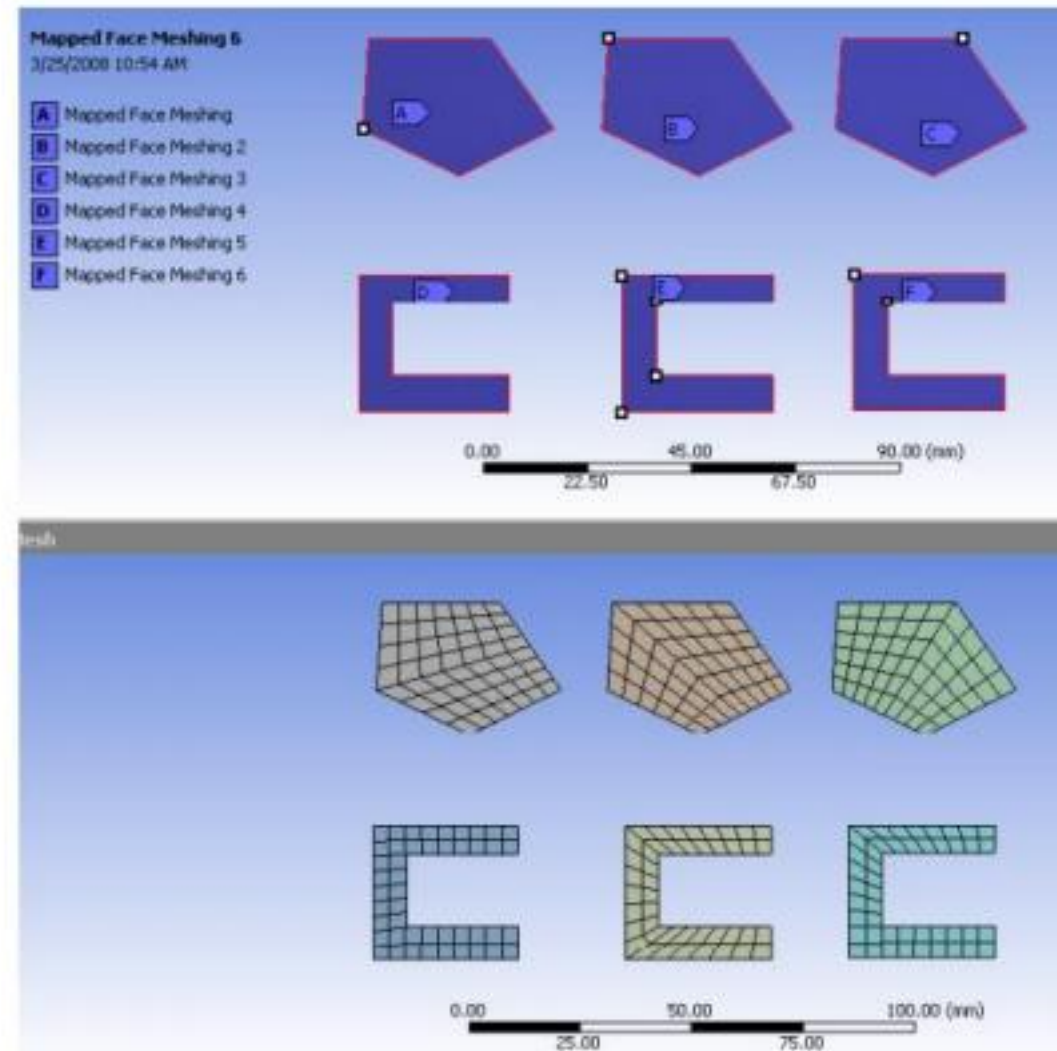 Mapped Face Meshing 6
3/25/2008 10:54 AM
A Mapped Face Meshing
B Mapped Face Meshing 2
C Mapped Face Meshing 3
D Mapped Face Meshing 4
E Mapped Face Meshing 5
F Mapped Face Meshing 6
A
B
C
D
E
F
0.00 45.00 90.00 (mm)
22.50 67.50
0.00 50.00 100.00 (mm)
25.00 75.00